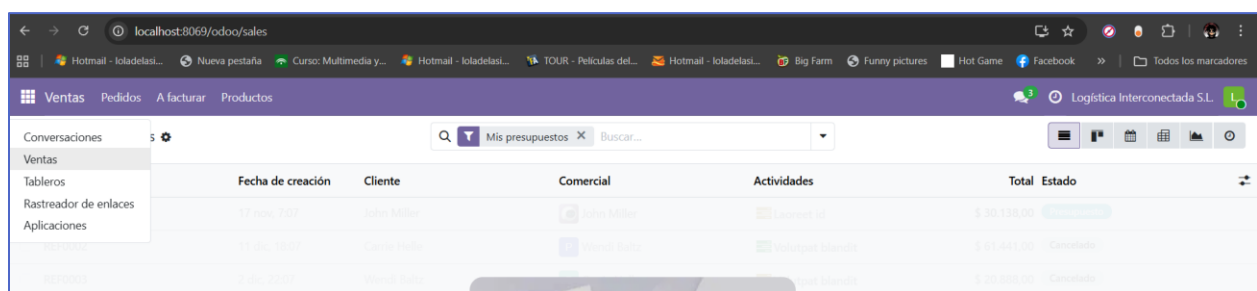 localhost:8069/odoo/sales
Hotmail - loladelasi... Nueva pestaña Curso: Multimedia y... Hotmail - loladelasi... TOUR - Películas del... Hotmail - loladelasi... Big Farm Funny pictures Hot Game Facebook » Todos los marcadores
Ventas Pedidos A facturar Productos 3 Logística Interconectada S.L. L
Conversaciones s Mis presupuestos × Buscar...
Ventas
Tableros Fecha de creación Cliente Comercial Actividades Total Estado
Rastreador de enlaces 17 nov, 7:07 John Miller John Miller Laoreet id $ 30.138,00
Aplicaciones
Cancelado
REF0003 Cancelado